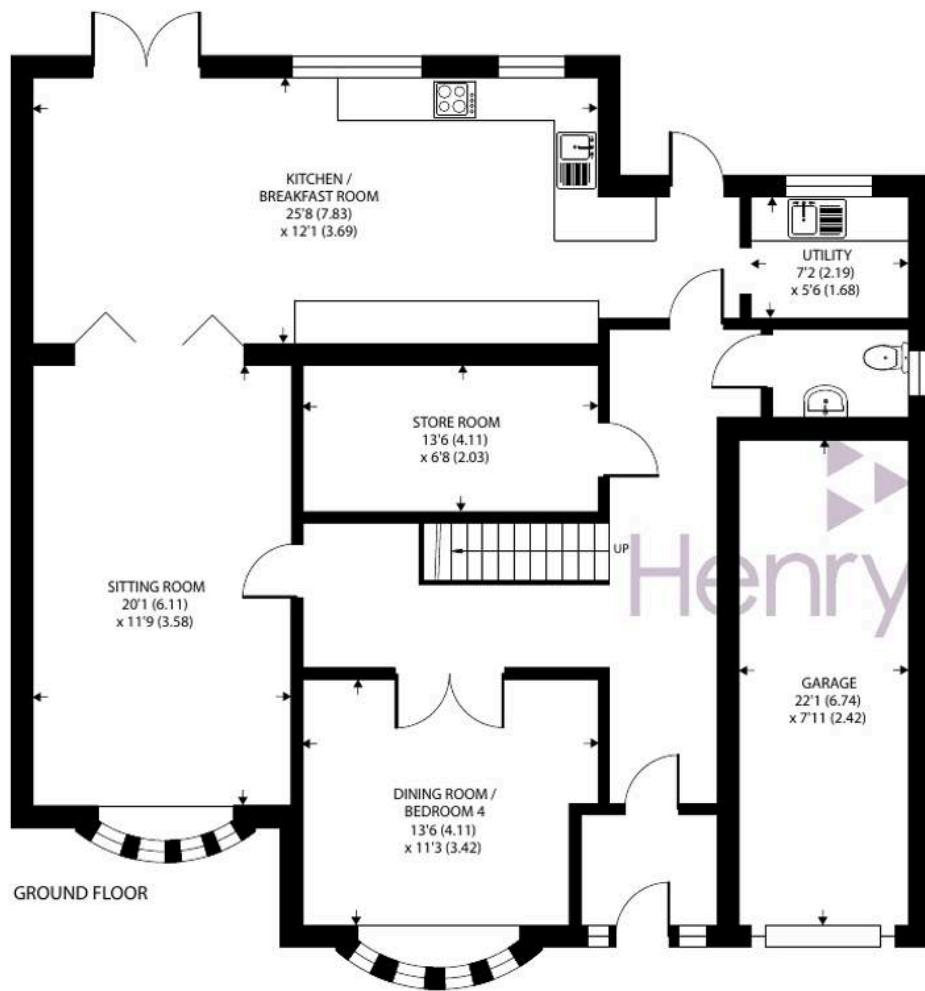 KITCHEN /
BREAKFAST ROOM
25'8 (7.83)
x 12'1 (3.69)
UTILITY
7'2 (2.19)
x 5'6 (1.68)
STORE ROOM
13'6 (4.11)
x 6'8 (2.03)
UP
Henry
SITTING ROOM
20'1 (6.11)
x 11'9 (3.58)
GARAGE
22'1 (6.74)
x 7'11 (2.42)
DINING ROOM /
BEDROOM 4
13'6 (4.11)
x 11'3 (3.42)
GROUND FLOOR